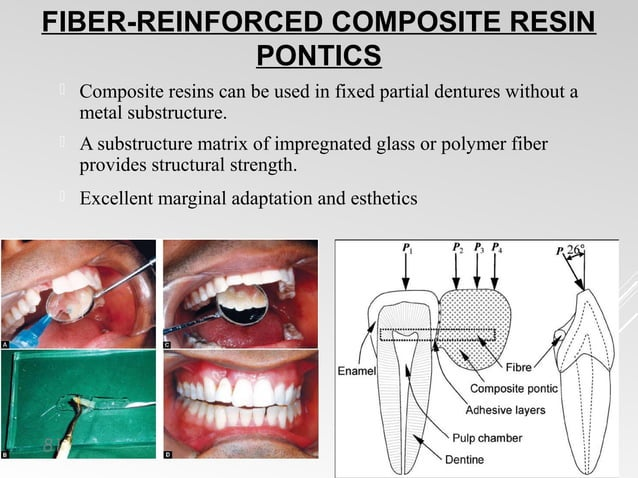 FIBER-REINFORCED COMPOSITE RESIN
PONTICS
Composite resins can be used in fixed partial dentures without a
metal substructure.
A substructure matrix of impregnated glass or polymer fiber
provides structural strength.
Excellent marginal adaptation and esthetics
A
C
B
D
8
P1
P2 P3 P4
P 26°
Enamel
Fibre
Composite pontic
Adhesive layers
Pulp chamber
Dentine